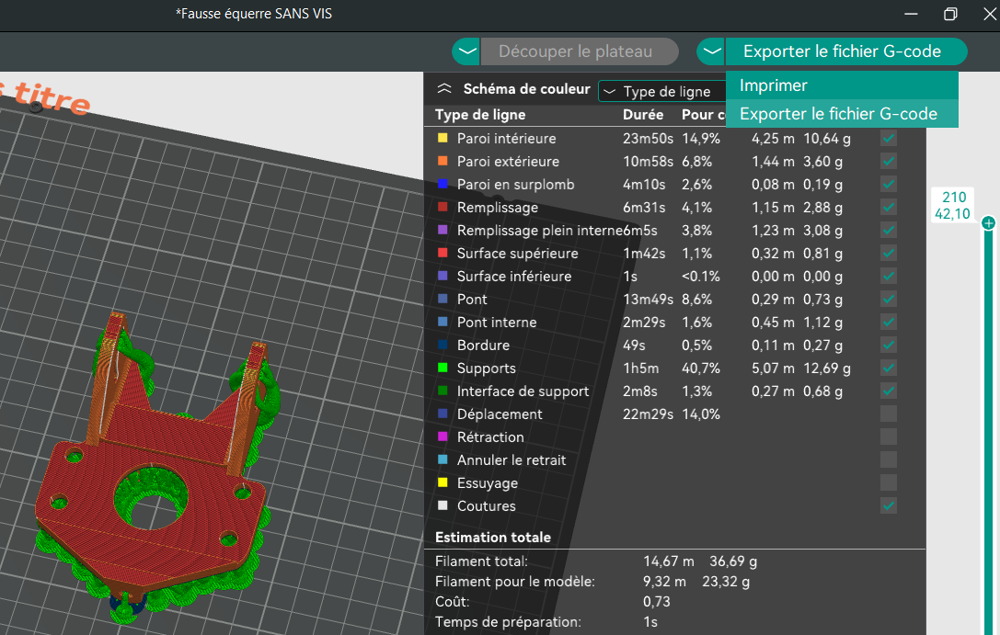 *Fausse équerre SANS VIS
Découper le plateau
Exporter le fichier G-code
Imprimer
Exporter le fichier G-code
titre
Schéma de couleur Type de ligne
Type de ligne Durée Pour c
Paroi intérieure 23m50s 14,9% 4,25 m 10,64 g
Paroi extérieure 10m58s 6,8% 1,44 m 3,60 g
Paroi en surplomb 4m10s 2,6% 0,08 m 0,19 g
Remplissage 6m31s 4,1% 1,15 m 2,88 g
Remplissage plein interne 6m5s 3,8% 1,23 m 3,08 g
Surface supérieure 1m42s 1,1% 0,32 m 0,81 g
Surface inférieure 1s <0.1% 0,00 m 0,00 g
Pont 13m49s 8,6% 0,29 m 0,73 g
Pont interne 2m29s 1,6% 0,45 m 1,12 g
Bordure 49s 0,5% 0,11 m 0,27 g
Supports 1h5m 40,7% 5,07 m 12,69 g
Interface de support 2m8s 1,3% 0,27 m 0,68 g
Déplacement 22m29s 14,0%
Rétraction
Annuler le retrait
Essuyage
Coutures
Estimation totale
Filament total: 14,67 m 36,69 g
Filament pour le modèle: 9,32 m 23,32 g
Coût: 0,73
Temps de préparation: 1s
210
42,10